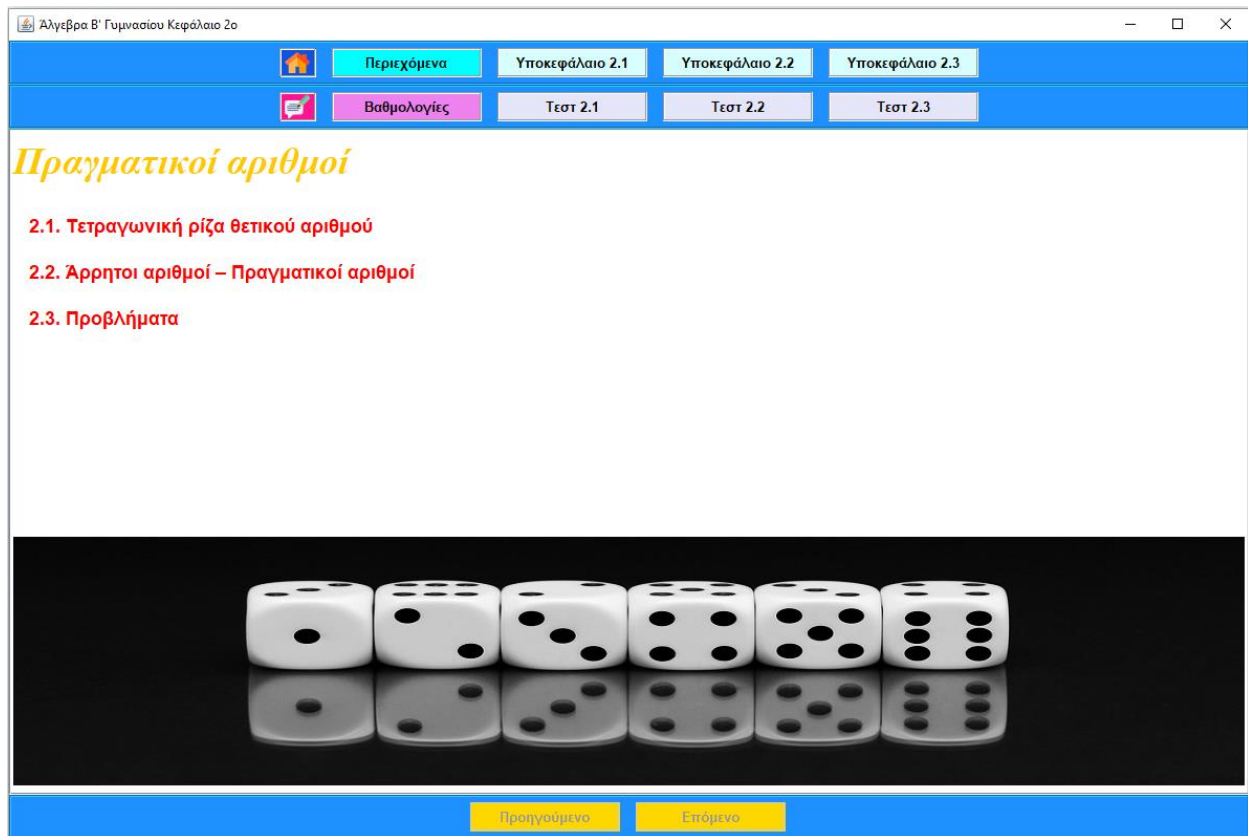 Άλγεβρα Β' Γυμνασίου Κεφάλαιο 2ο
Περιεχόμενα Υποκεφάλαιο 2.1 Υποκεφάλαιο 2.2 Υποκεφάλαιο 2.3
Βαθμολογίες Τεστ 2.1 Τεστ 2.2 Τεστ 2.3
Πραγματικοί αριθμοί
2.1. Τετραγωνική ρίζα θετικού αριθμού
2.2. Άρρητοι αριθμοί – Πραγματικοί αριθμοί
2.3. Προβλήματα
Προηγούμενο Επόμενο